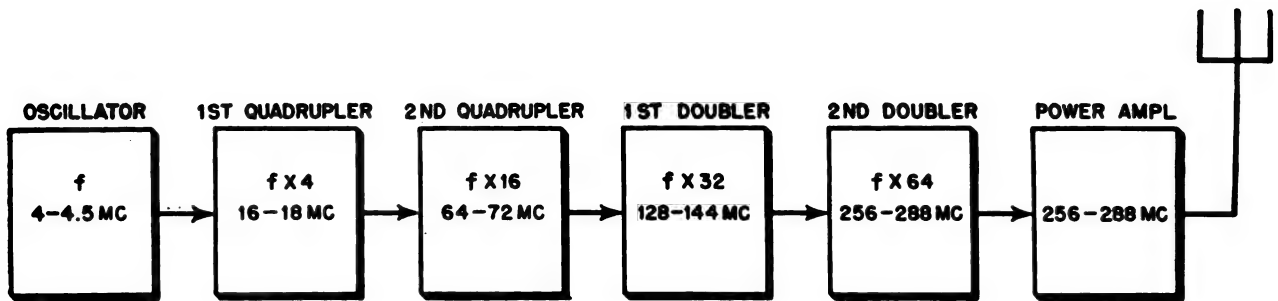 OSCILLATOR 1ST QUADRUPLER 2ND QUADRUPLER 1ST DOUBLER 2ND DOUBLER POWER AMPL
f f X 4 f X 16 f X 32 f X 64
4-4.5 MC 16-18 MC 64-72 MC 128-144 MC 256-288 MC 256-288 MC